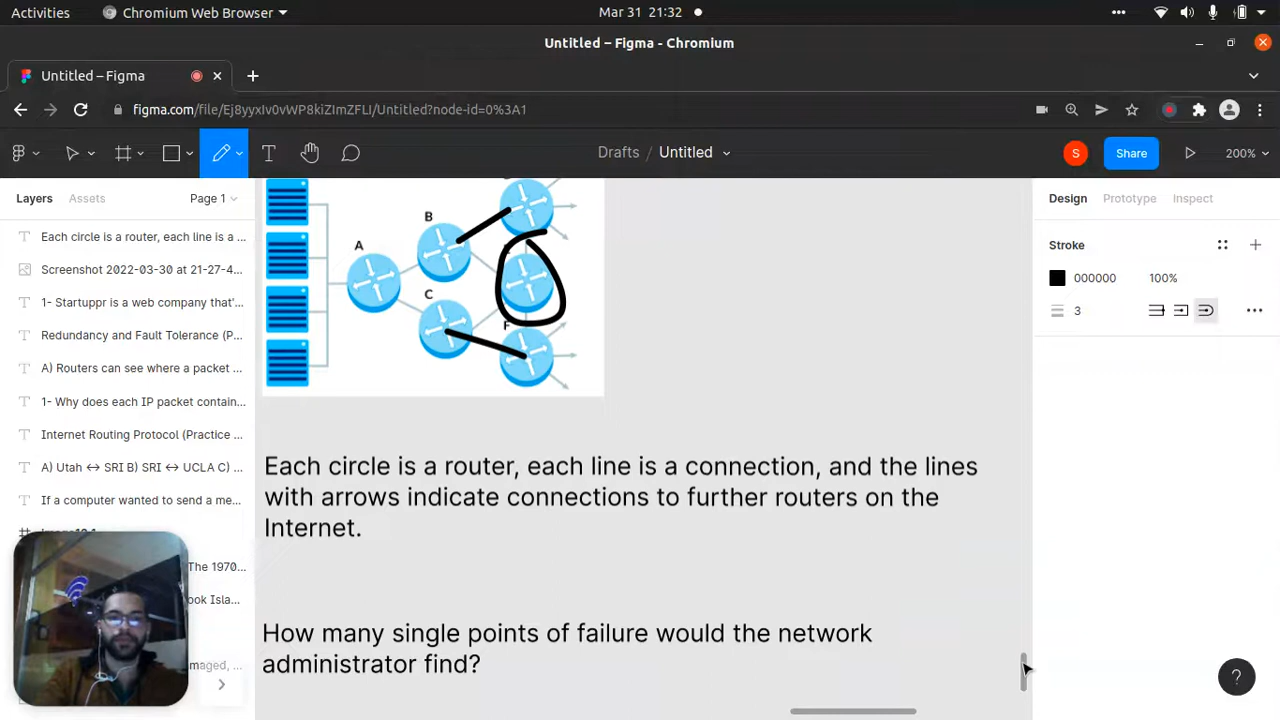 Activities
Chromium Web Browser
Mar 31 21:32
Untitled – Figma - Chromium
Untitled – Figma
figma.com/file/Ej8yyxIv0vWP8kiZImZFLI/Untitled?node-id=0%3A1
Drafts / Untitled
S
Share
200%
Layers
Assets
Page 1
Each circle is a router, each line is a ...
Screenshot 2022-03-30 at 21-27-4...
1- Startuppr is a web company that'...
Redundancy and Fault Tolerance (P...
A) Routers can see where a packet ...
1- Why does each IP packet contain...
Internet Routing Protocol (Practice ...
A) Utah <-> SRI B) SRI <-> UCLA C) ...
If a computer wanted to send a me...
The 1970...
ook Isla...
maged, ...
A
B
C
F
Each circle is a router, each line is a connection, and the lines
with arrows indicate connections to further routers on the
Internet.
How many single points of failure would the network
administrator find?
Design
Prototype
Inspect
Stroke
000000
100%
3
?